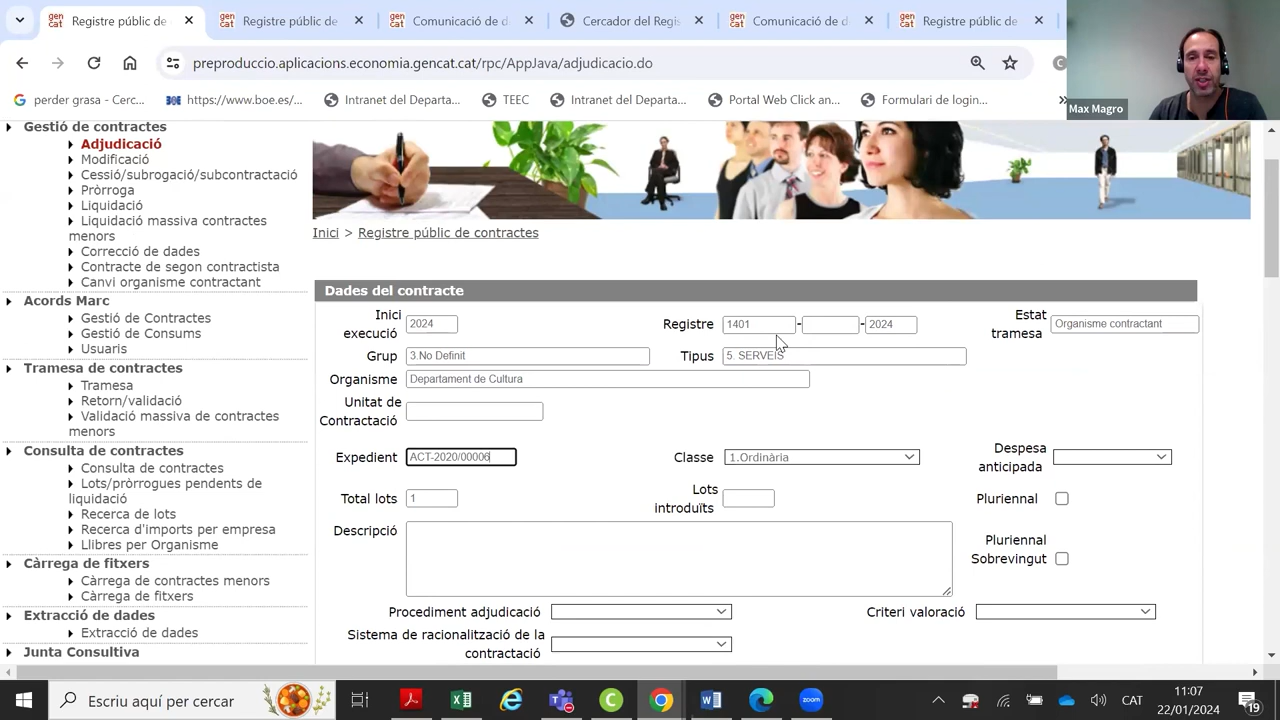 gen cat
Registre públic de
Registre públic de
Comunicació de d
Cercador del Regis
Comunicació de d
Registre públic de
preproduccio.aplicacions.economia.gencat.cat/rpc/AppJava/adjudicacio.do
perder grasa - Cerc...
https://www.boe.es/...
Intranet del Departa...
TEEC
Intranet del Departa...
Portal Web Click an...
Formulari de login...
Max Magro
Gestió de contractes
Adjudicació
Modificació
Cessió/subrogació/subcontractació
Pròrroga
Liquidació
Liquidació massiva contractes
menors
Correcció de dades
Contracte de segon contractista
Canvi organisme contractant
Acords Marc
Gestió de Contractes
Gestió de Consums
Usuaris
Tramesa de contractes
Tramesa
Retorn/validació
Validació massiva de contractes
menors
Consulta de contractes
Consulta de contractes
Lots/pròrrogues pendents de
liquidació
Recerca de lots
Recerca d'imports per empresa
Llibres per Organisme
Càrrega de fitxers
Càrrega de contractes menors
Càrrega de fitxers
Extracció de dades
Extracció de dades
Junta Consultiva
Inici > Registre públic de contractes
Dades del contracte
Inici
execució 2024
Registre 1401 - - 2024
Estat
tramesa Organisme contractant
Grup 3.No Definit
Tipus 5. SERVEIS
Organisme Departament de Cultura
Unitat de
Contractació
Expedient ACT-2020/00006
Classe 1.Ordinària
Despesa
anticipada
Total lots 1
Lots
introduïts
Pluriennal
Descripció
Pluriennal
Sobrevingut
Procediment adjudicació
Criteri valoració
Sistema de racionalització de la
contractació
Escriu aquí per cercar
zoom
CAT
11:07
22/01/2024
19